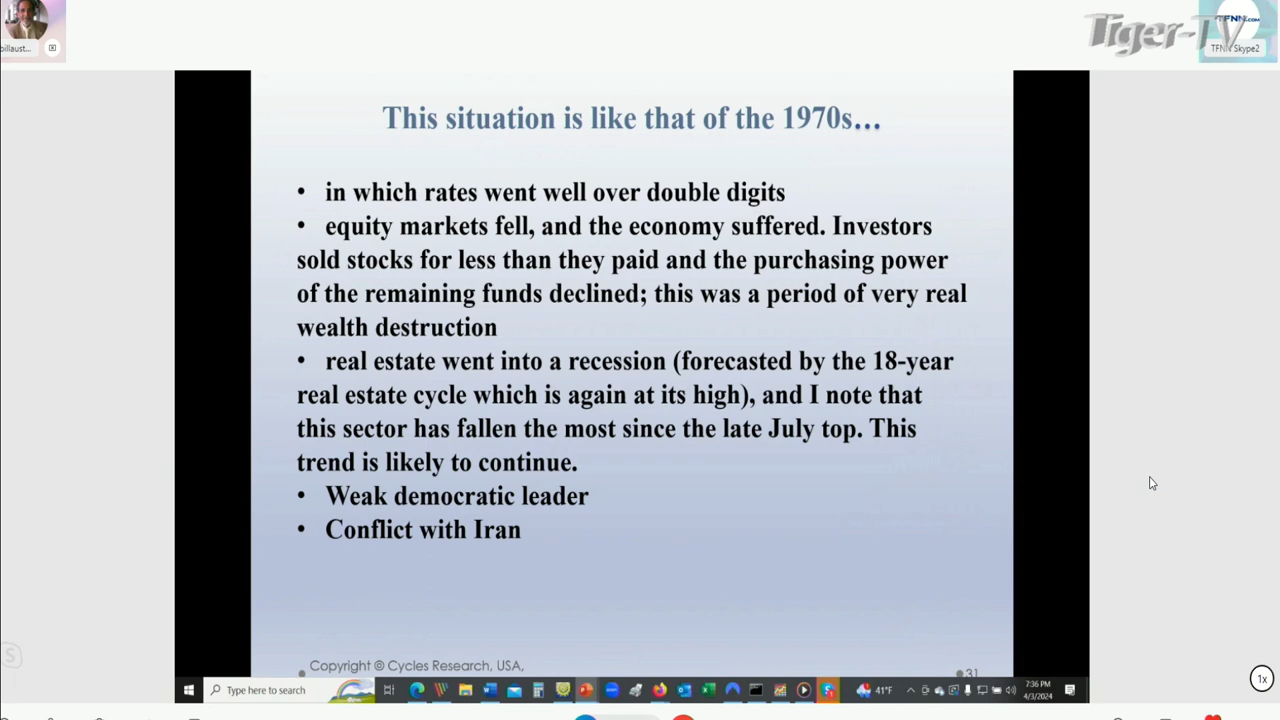 billaust...
TFNN.COM
Tiger-TV
TFNN Skype2
This situation is like that of the 1970s…
• in which rates went well over double digits
• equity markets fell, and the economy suffered. Investors
sold stocks for less than they paid and the purchasing power
of the remaining funds declined; this was a period of very real
wealth destruction
• real estate went into a recession (forecasted by the 18-year
real estate cycle which is again at its high), and I note that
this sector has fallen the most since the late July top. This
trend is likely to continue.
• Weak democratic leader
• Conflict with Iran
Copyright @ Cycles Research, USA,
31
Type here to search
41°F
7:36 PM
4/3/2024
1x